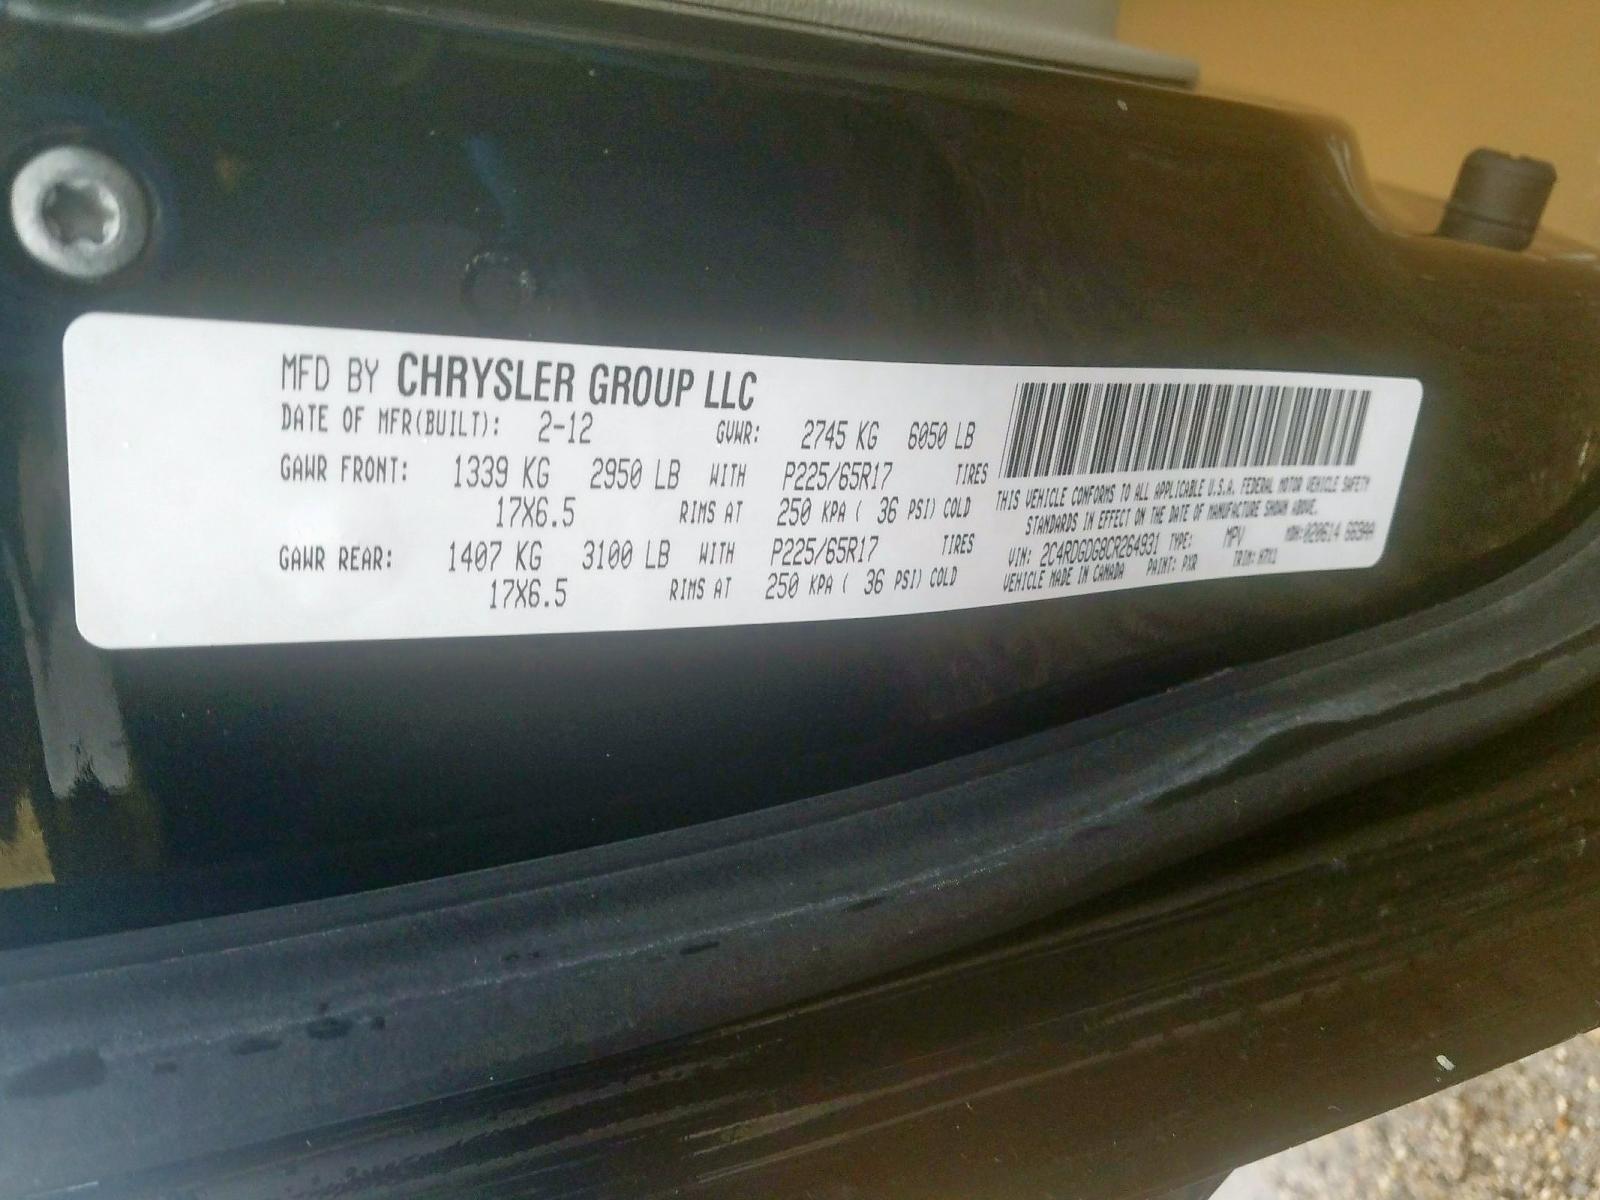 MFD BY CHRYSLER GROUP LLC
DATE OF MFR(BUILT): 2-12 GVWR: 2745 KG 6050 LB
GAWR FRONT: 1339 KG 2950 LB WITH P225/65R17 TIRES
17X6.5 RIMS AT 250 KPA ( 36 PSI) COLD
GAWR REAR: 1407 KG 3100 LB WITH P225/65R17 TIRES
17X6.5 RIMS AT 250 KPA ( 36 PSI) COLD
THIS VEHICLE CONFORMS TO ALL APPLICABLE U.S.A. FEDERAL MOTOR VEHICLE SAFETY
STANDARDS IN EFFECT ON THE DATE OF MANUFACTURE SHOWN ABOVE.
VIN: 2C4RDGDG8CR264931 TYPE: MPV MDH:020614 
VEHICLE MADE IN CANADA PAINT: PXR TRIM: